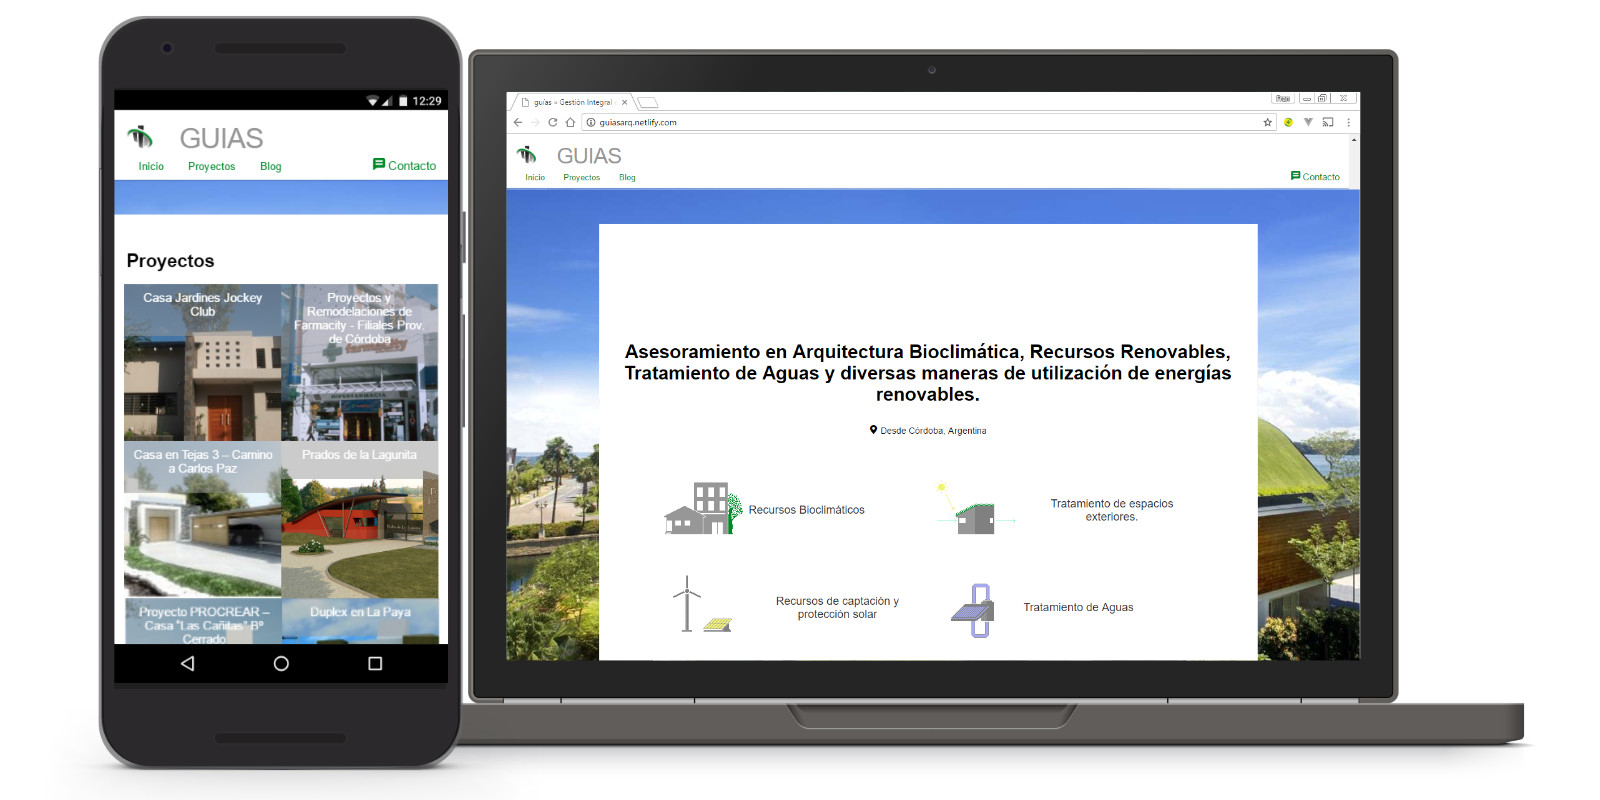 12:29
GUIAS
Inicio Proyectos Blog Contacto
Proyectos
Casa Jardines Jockey
Club
Proyectos y
Remodelaciones de
Farmacity - Filiales Prov.
de Córdoba
farmacity
Casa en Tejas 3 – Camino
a Carlos Paz
Prados de la Lagunita
Proyecto PROCREAR –
Casa "Las Cañitas" Bº
Cerrado
Duplex en La Paya
guías » Gestión Integral
guiasarq.netlify.com
GUIAS
Inicio Proyectos Blog Contacto
Asesoramiento en Arquitectura Bioclimática, Recursos Renovables,
Tratamiento de Aguas y diversas maneras de utilización de energías
renovables.
Desde Córdoba, Argentina
Recursos Bioclimáticos
Tratamiento de espacios
exteriores.
Recursos de captación y
protección solar
Tratamiento de Aguas